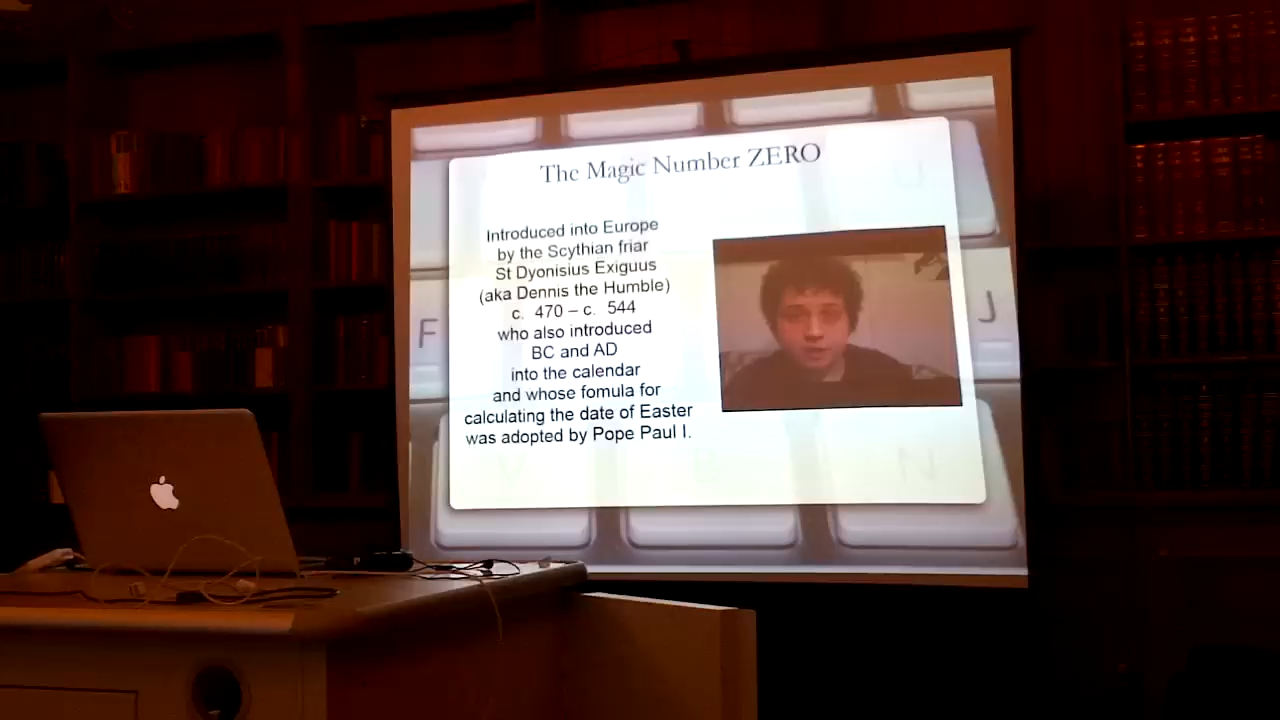 The Magic Number ZERO
Introduced into Europe
by the Scythian friar
St Dyonisius Exiguus
(aka Dennis the Humble)
c. 470 – c. 544
who also introduced
BC and AD
into the calendar
and whose fomula for
calculating the date of Easter
was adopted by Pope Paul I.
F
J
V
N